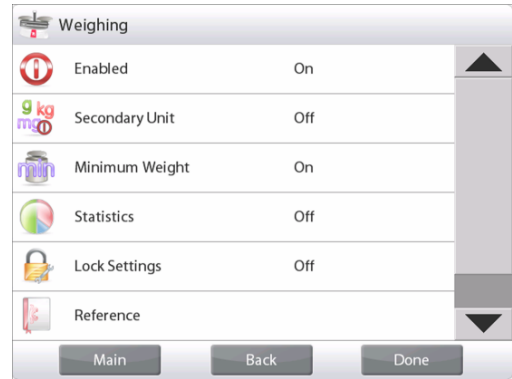 Weighing
Enabled On
g kg
mg
Secondary Unit Off
min
Minimum Weight On
Statistics Off
Lock Settings Off
Reference
Main Back Done